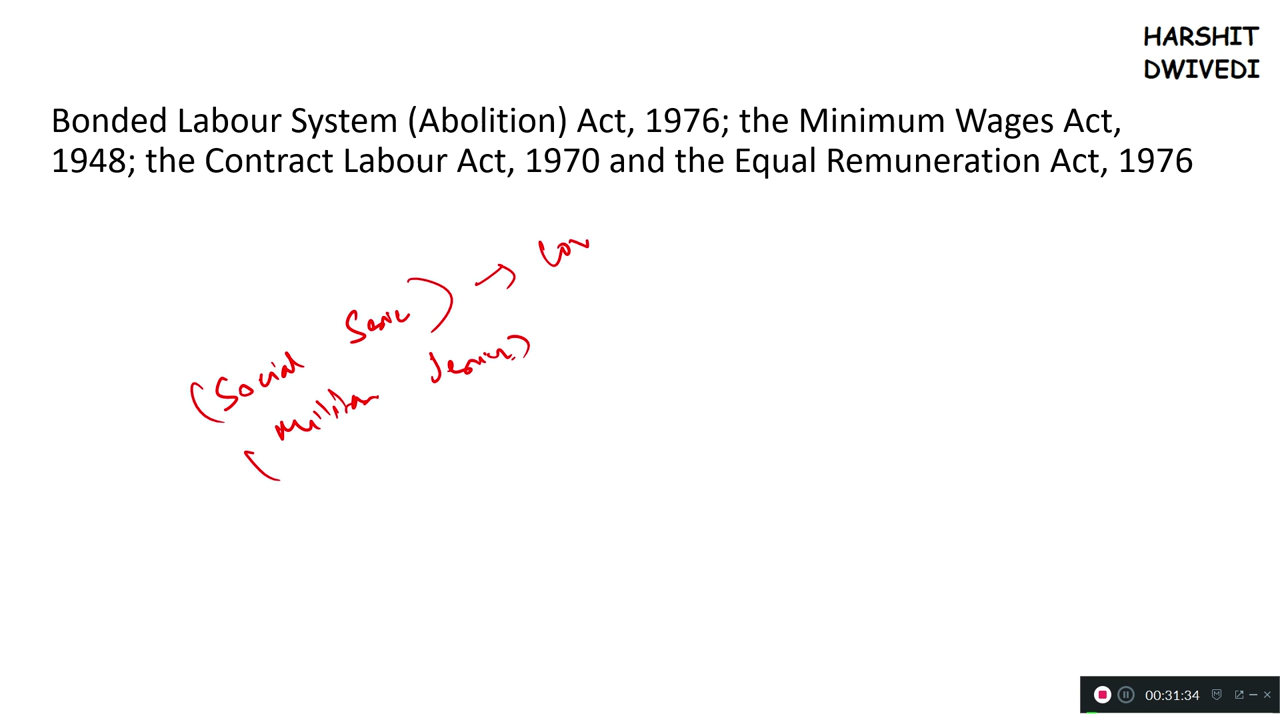 HARSHIT
DWIVEDI
Bonded Labour System (Abolition) Act, 1976; the Minimum Wages Act,
1948; the Contract Labour Act, 1970 and the Equal Remuneration Act, 1976
(Social) →
(
00:31:34